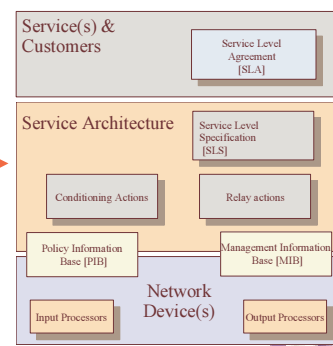 Service(s) &
Customers
Service Level
Agreement
[SLA]
Service Architecture
Service Level
Specification
[SLS]
Conditioning Actions
Relay actions
Policy Information
Base [PIB]
Management Information
Base [MIB]
Network
Device(s)
Input Processors
Output Processors